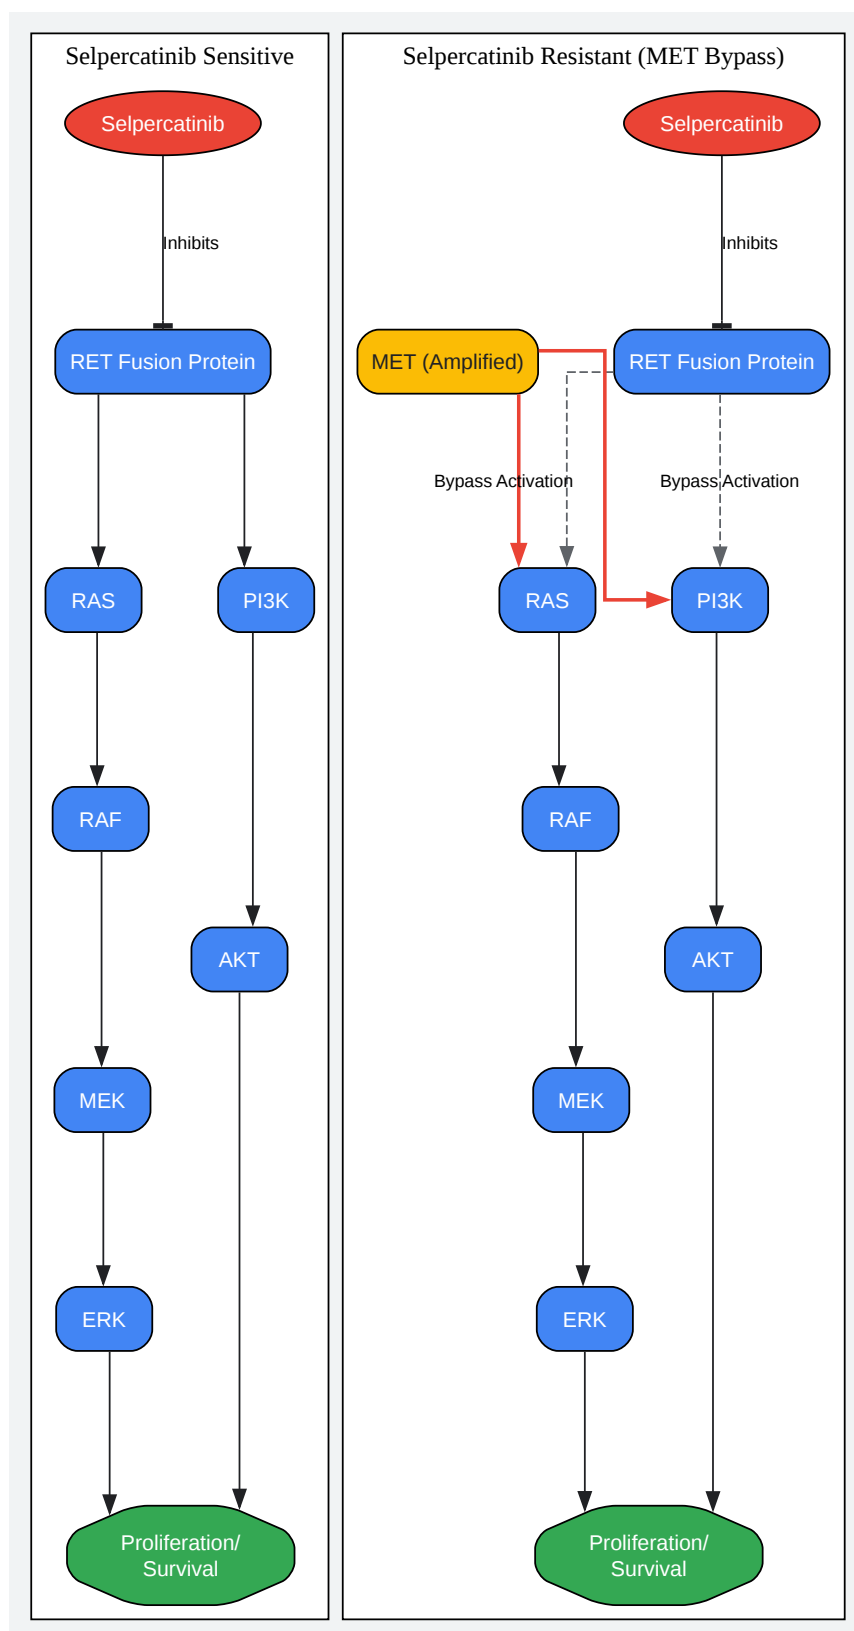 Selpercatinib Sensitive
Selpercatinib
Inhibits
RET Fusion Protein
RAS
PI3K
RAF
AKT
MEK
ERK
Proliferation/
Survival
Selpercatinib Resistant (MET Bypass)
Selpercatinib
Inhibits
MET (Amplified)
RET Fusion Protein
Bypass Activation
Bypass Activation
RAS
PI3K
RAF
AKT
MEK
ERK
Proliferation/
Survival